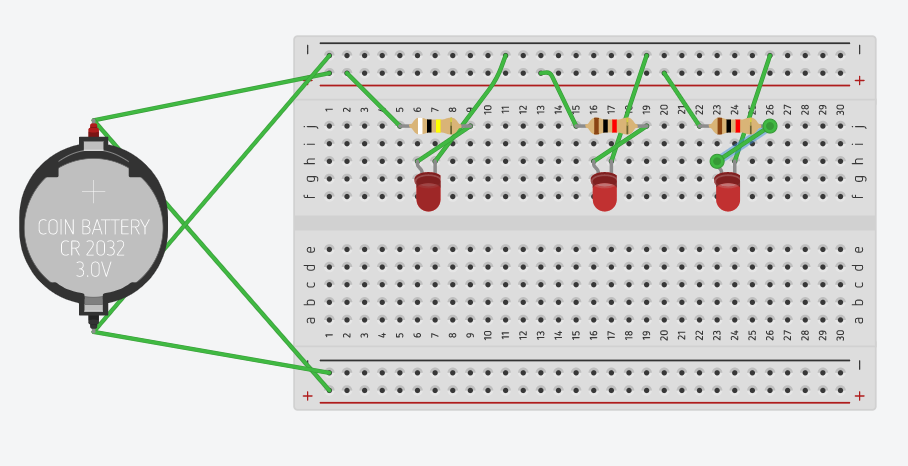 − −
+ +
1 2 3 4 5 6 7 8 9 10 11 12 13 14 15 16 17 18 19 20 21 22 23 24 25 26 27 28 29 30
j j
i i
h h
g g
f f
COIN BATTERY
CR 2032
3.0V
e e
d d
c c
b b
a a
1 2 3 4 5 6 7 8 9 10 11 12 13 14 15 16 17 18 19 20 21 22 23 24 25 26 27 28 29 30
− −
+ +